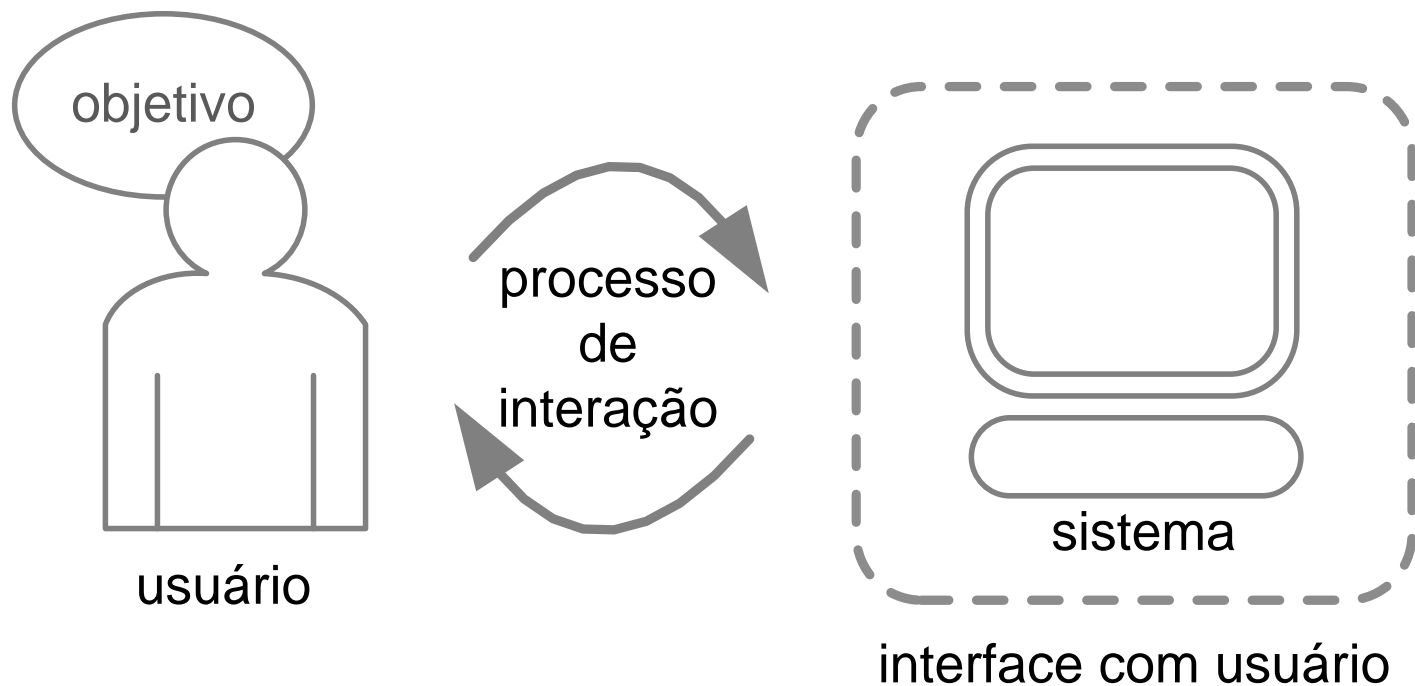 objetivo
processo
de
interação
sistema
usuário
interface com usuário